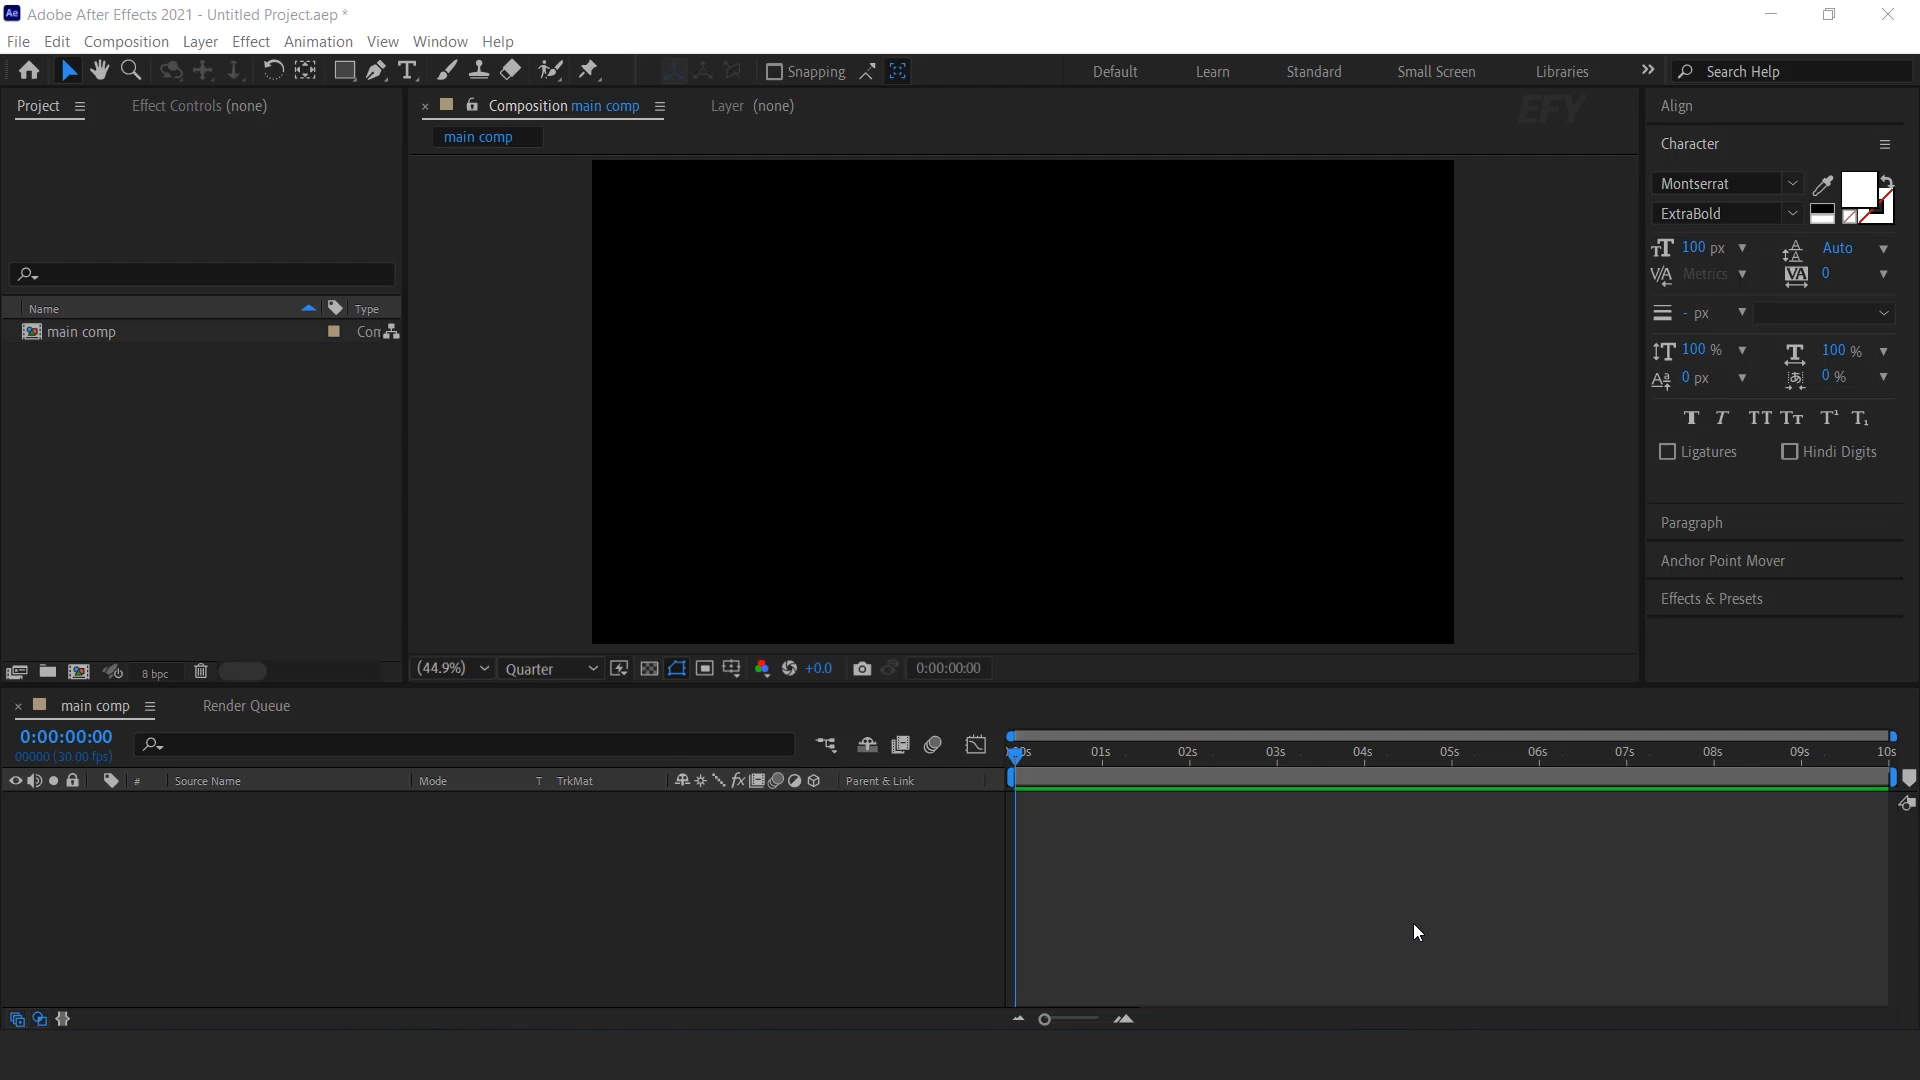 Adobe After Effects 2021 - Untitled Project.aep *
File Edit Composition Layer Effect Animation View Window Help
Snapping
Default Learn Standard Small Screen Libraries
Search Help
Project
Effect Controls (none)
Composition main comp
Layer (none)
EFY
main comp
Name Type
main comp
8 bpc
(44.9%)
Quarter
+0.0
0:00:00:00
Align
Character
Montserrat
ExtraBold
100 px
Auto
Metrics
0
- px
100 %
100 %
0 px
0 %
Ligatures
Hindi Digits
Paragraph
Anchor Point Mover
Effects & Presets
main comp
Render Queue
0:00:00:00
00000 (30.00 fps)
# Source Name Mode T TrkMat Parent & Link
01s 02s 03s 04s 05s 06s 07s 08s 09s 10s